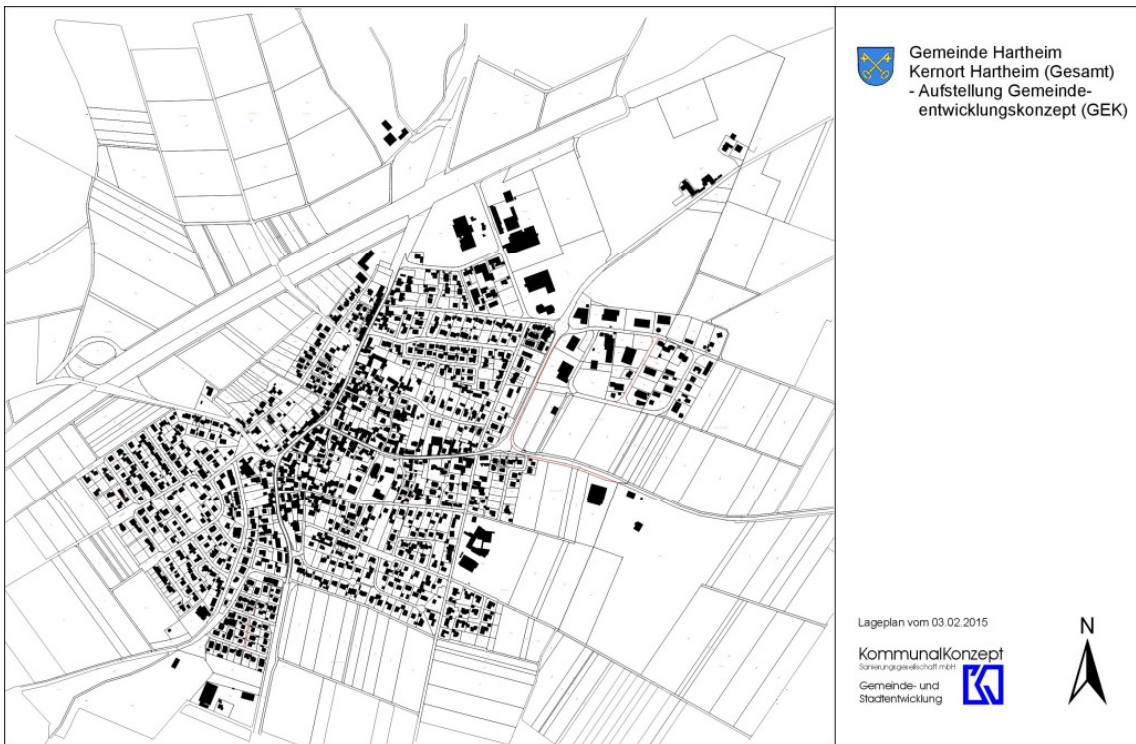 Gemeinde Hartheim
Kernort Hartheim (Gesamt)
- Aufstellung Gemeinde-
entwicklungskonzept (GEK)
Lageplan vom 03.02.2015
N
KommunalKonzept
Sanierungsgesellschaft mbH
Gemeinde- und
Stadtentwicklung